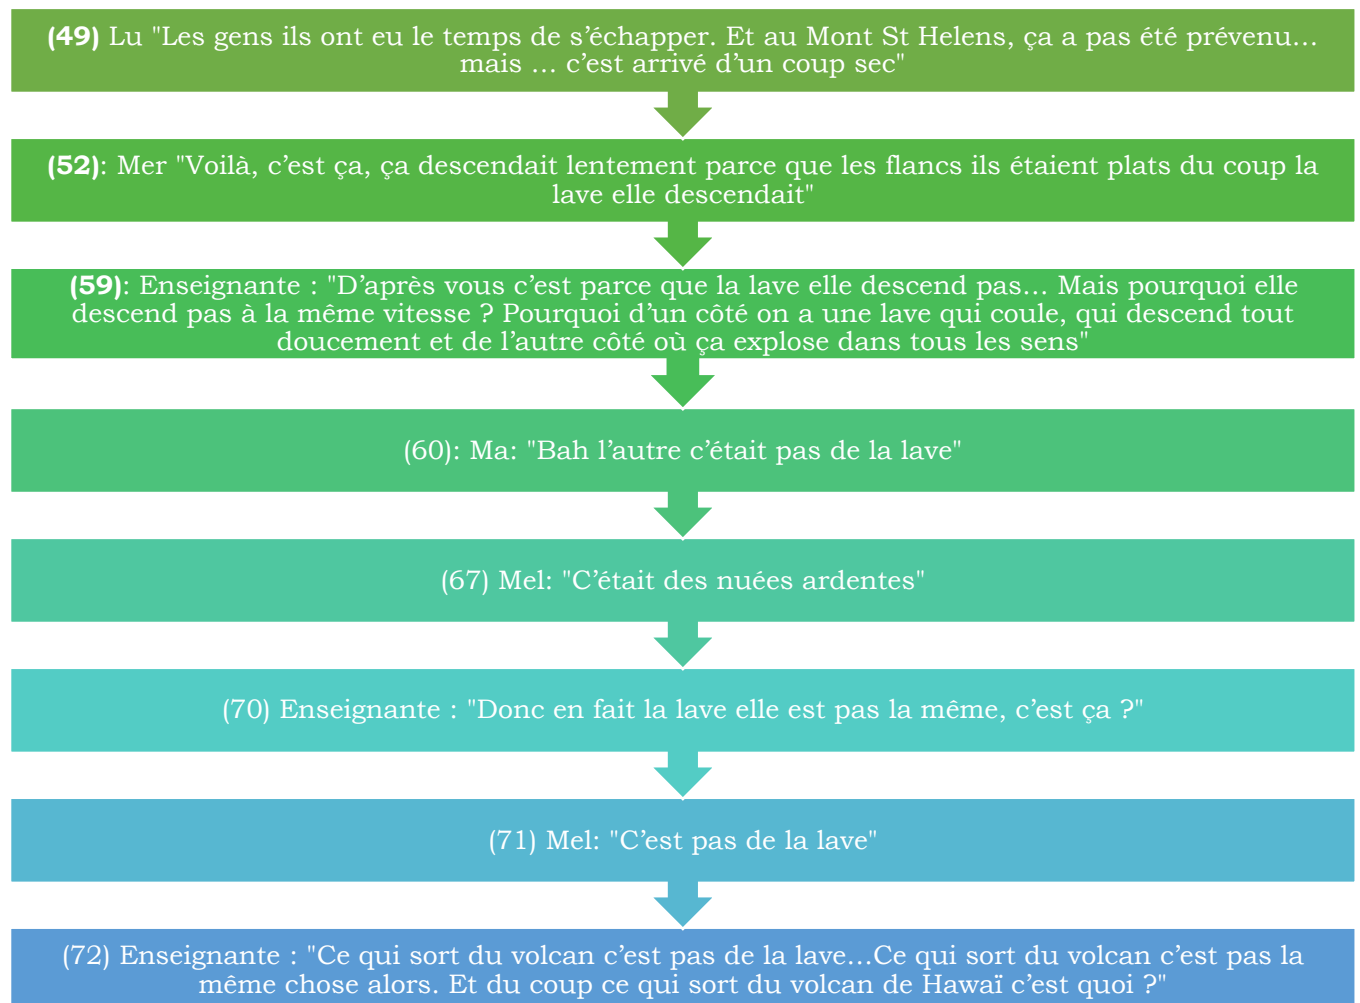 (49) Lu "Les gens ils ont eu le temps de s’échapper. Et au Mont St Helens, ça a pas été prévenu…
mais … c’est arrivé d’un coup sec"
(52): Mer "Voilà, c’est ça, ça descendait lentement parce que les flancs ils étaient plats du coup la
lave elle descendait"
(59): Enseignante : "D’après vous c’est parce que la lave elle descend pas… Mais pourquoi elle
descend pas à la même vitesse ? Pourquoi d’un côté on a une lave qui coule, qui descend tout
doucement et de l’autre côté où ça explose dans tous les sens"
(60): Ma: "Bah l’autre c’était pas de la lave"
(67) Mel: "C’était des nuées ardentes"
(70) Enseignante : "Donc en fait la lave elle est pas la même, c’est ça ?"
(71) Mel: "C’est pas de la lave"
(72) Enseignante : "Ce qui sort du volcan c’est pas de la lave…Ce qui sort du volcan c’est pas la
même chose alors. Et du coup ce qui sort du volcan de Hawaï c’est quoi ?"